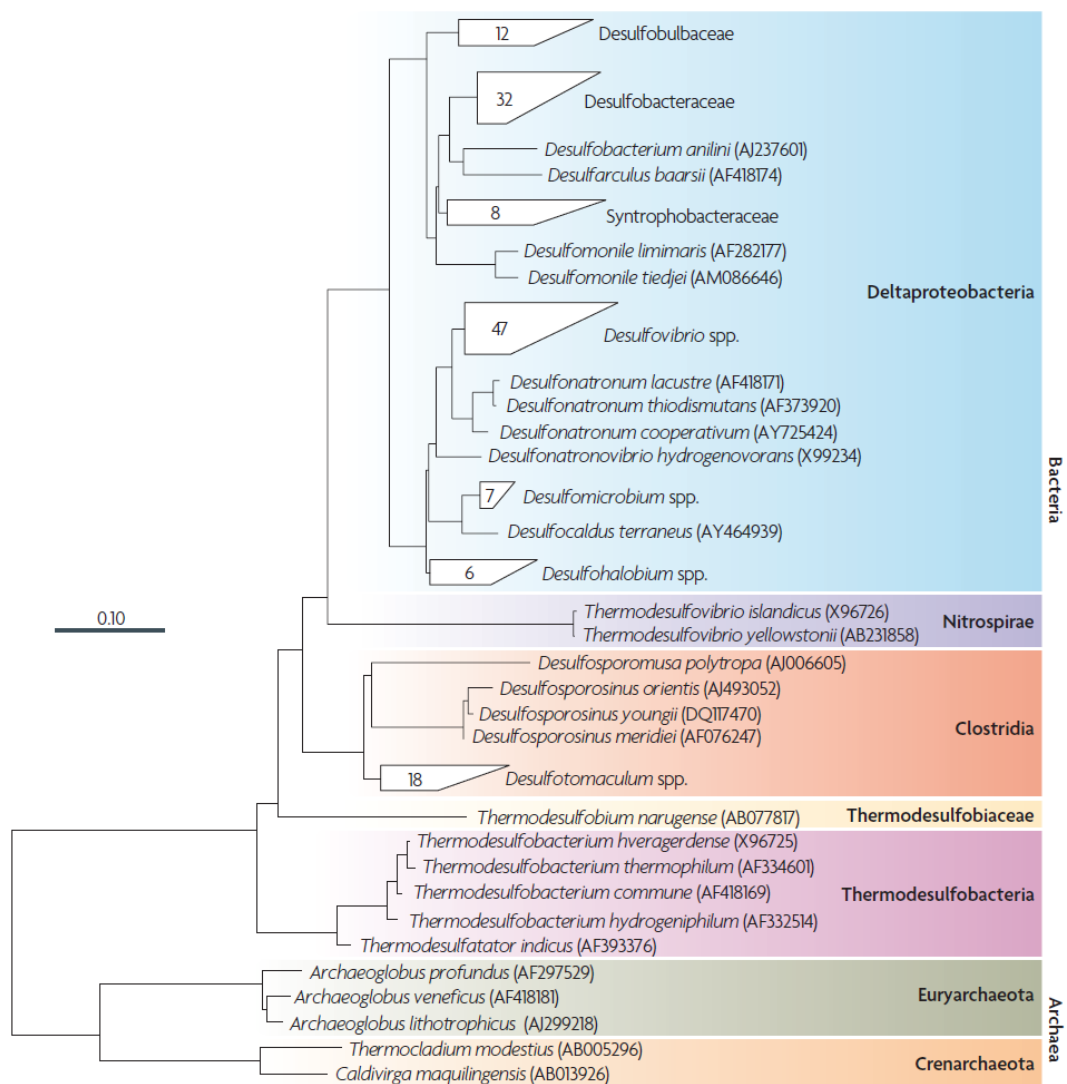 12 Desulfobulbaceae
32 Desulfobacteraceae
Desulfobacterium anilini (AJ237601)
Desulfarculus baarsii (AF418174)
8 Syntrophobacteraceae
Desulfomonile limimaris (AF282177)
Desulfomonile tiedjei (AM086646)
Deltaproteobacteria
47 Desulfovibrio spp.
Desulfonatronum lacustre (AF418171)
Desulfonatronum thiodismutans (AF373920)
Desulfonatronum cooperativum (AY725424)
Desulfonatronovibrio hydrogenovorans (X99234)
Bacteria
7 Desulfomicrobium spp.
Desulfocaldus terraneus (AY464939)
6 Desulfohalobium spp.
0.10
Thermodesulfovibrio islandicus (X96726)
Nitrospirae
Thermodesulfovibrio yellowstonii (AB231858)
Desulfosporomusa polytropa (AJ006605)
Desulfosporosinus orientis (AJ493052)
Desulfosporosinus youngii (DQ117470)
Clostridia
Desulfosporosinus meridiei (AF076247)
18 Desulfotomaculum spp.
Thermodesulfobium narugense (AB077817) Thermodesulfobiaceae
Thermodesulfobacterium hveragerdense (X96725)
Thermodesulfobacterium thermophilum (AF334601)
Thermodesulfobacterium commune (AF418169) Thermodesulfobacteria
Thermodesulfobacterium hydrogeniphilum (AF332514)
Thermodesulfatator indicus (AF393376)
Archaeoglobus profundus (AF297529)
Archaeoglobus veneficus (AF418181) Euryarchaeota
Archaeoglobus lithotrophicus (AJ299218)
Archaea
Thermocladium modestius (AB005296)
Crenarchaeota
Caldivirga maquilingensis (AB013926)